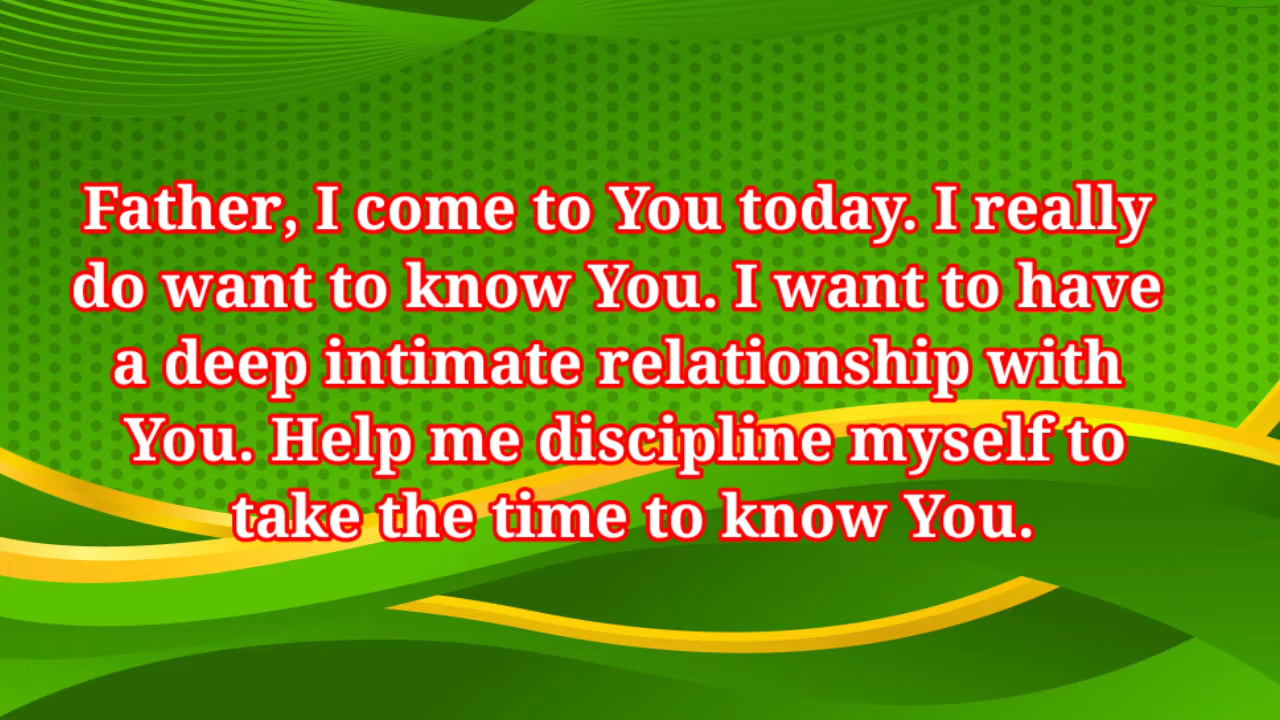 Father, I come to You today. I really
do want to know You. I want to have
a deep intimate relationship with
You. Help me discipline myself to
take the time to know You.